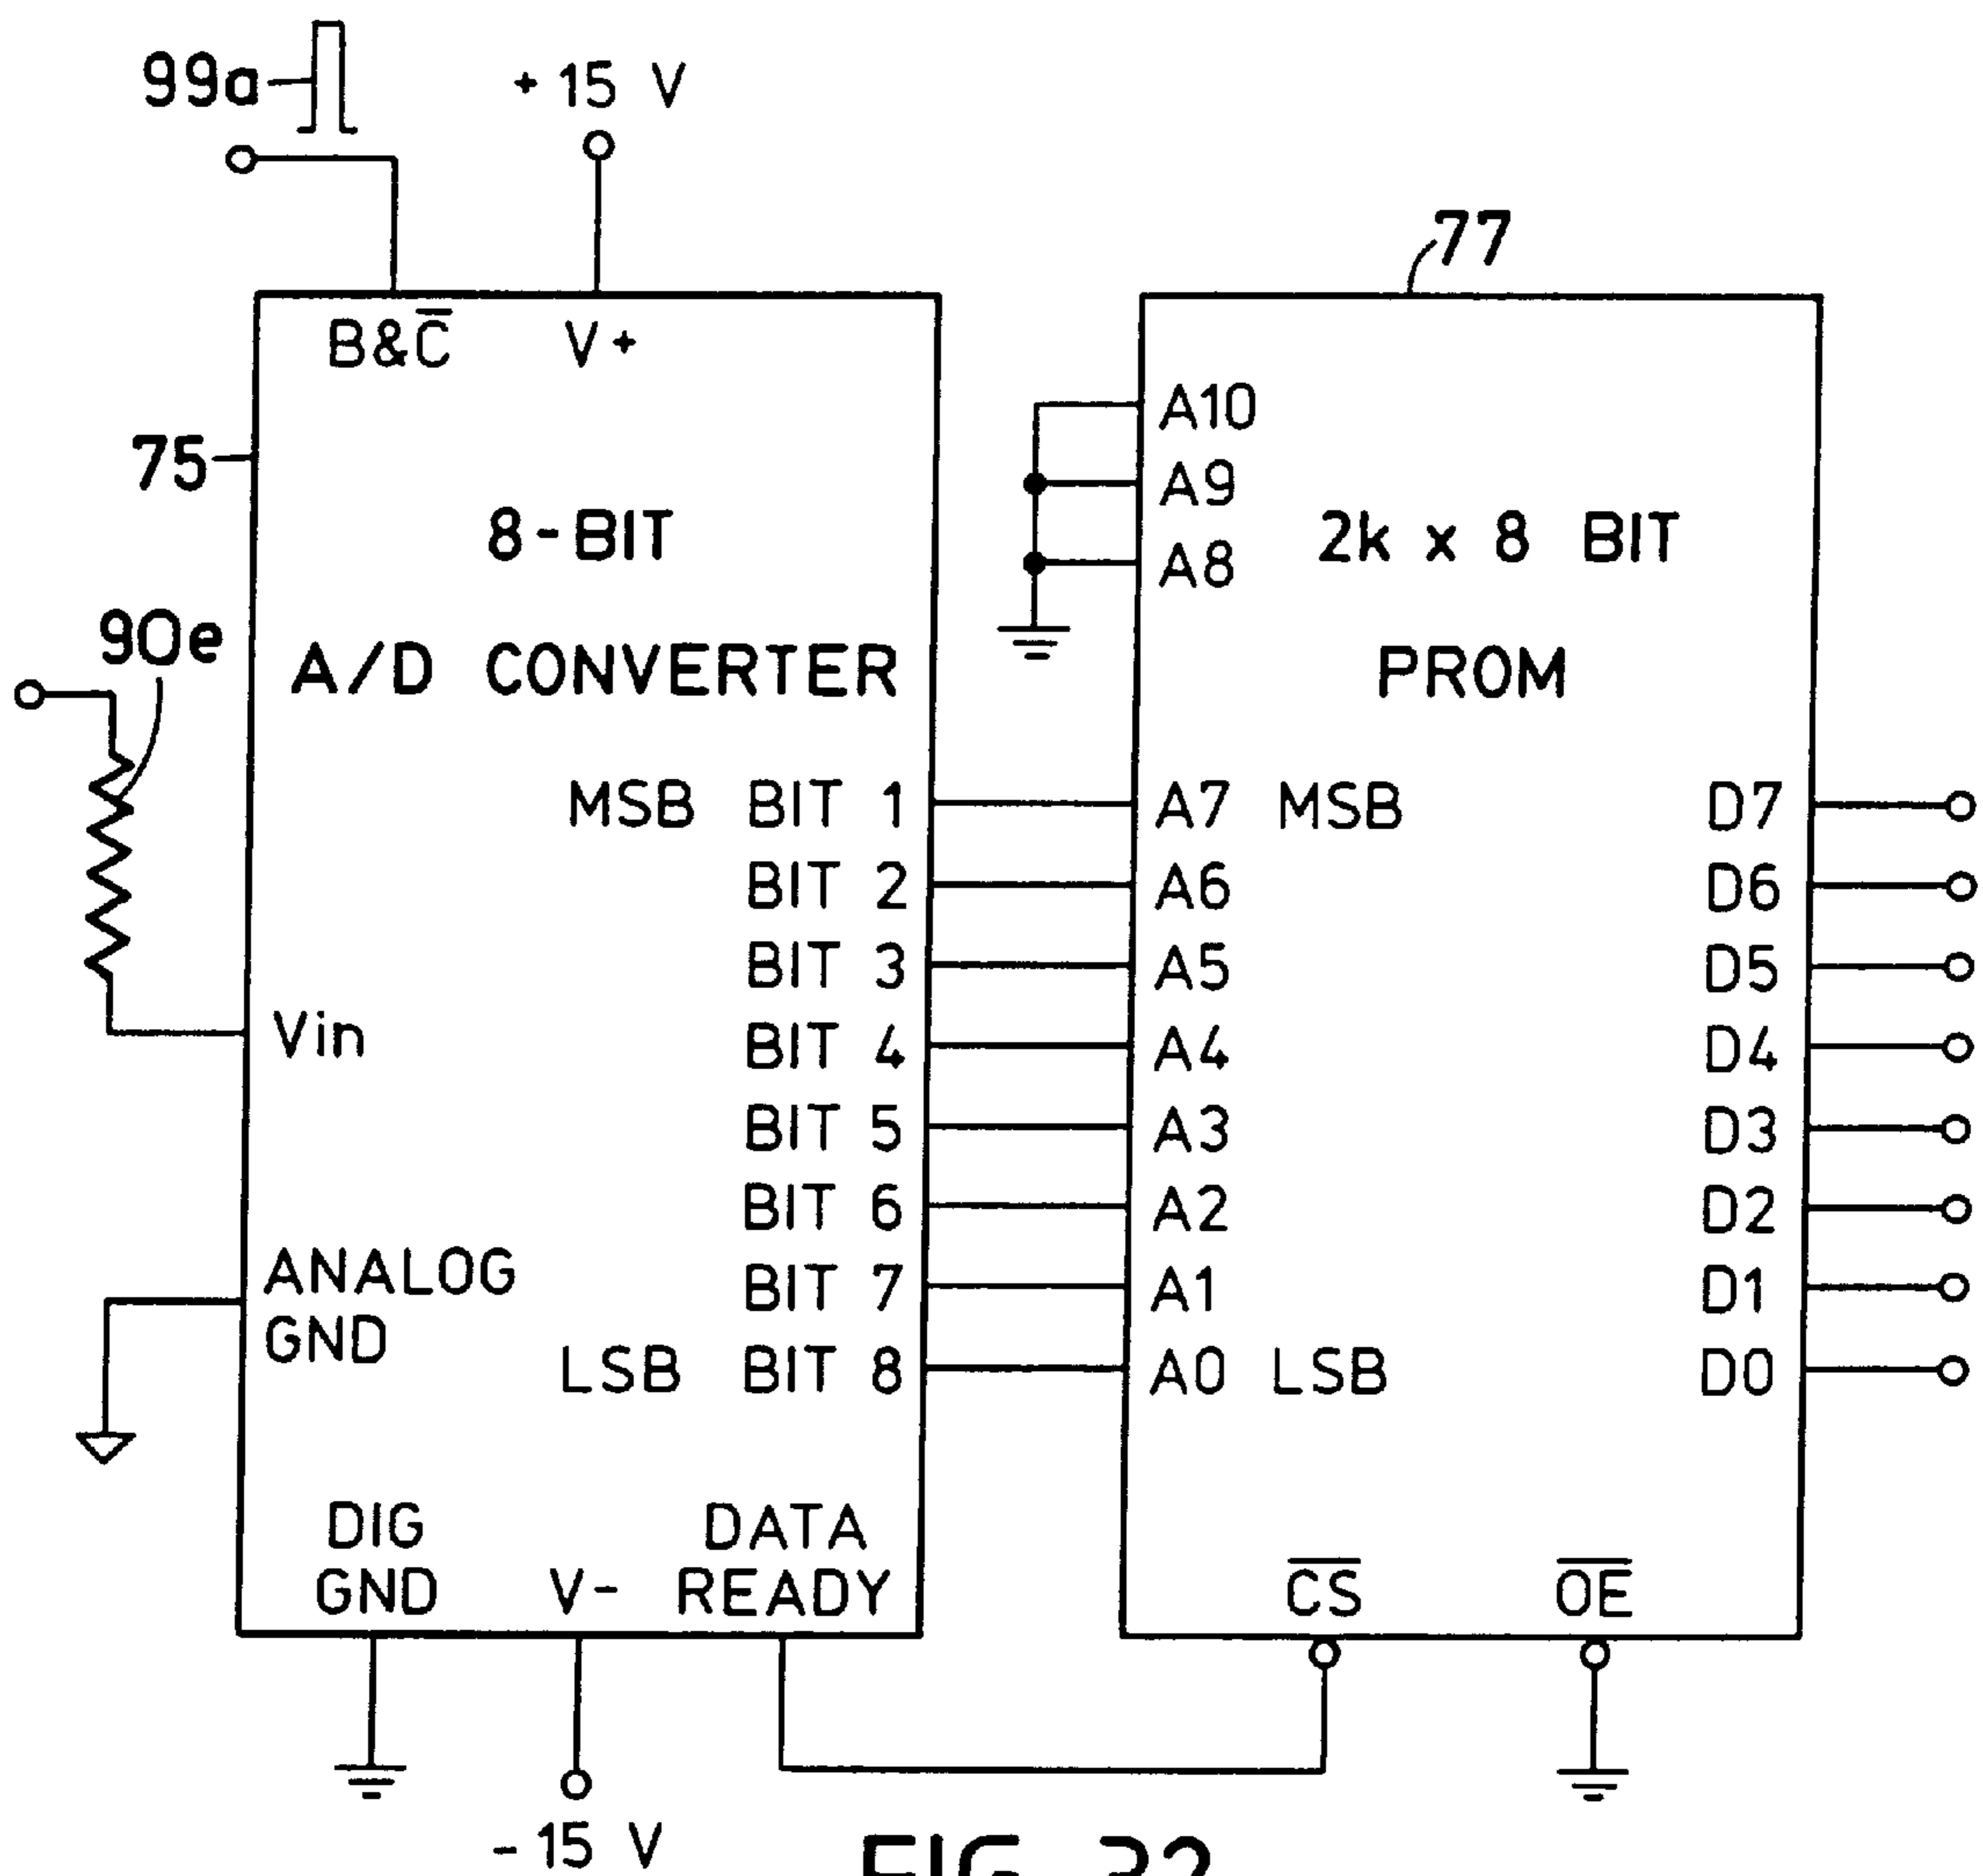 99a
+15 V
77
B&C̅
V+
75
8-BIT
A/D CONVERTER
90e
MSB BIT 1
BIT 2
BIT 3
BIT 4
BIT 5
BIT 6
BIT 7
LSB BIT 8
Vin
ANALOG
GND
DIG
GND
V-
DATA
READY
-15 V
A10
A9
A8
2k x 8 BIT
PROM
A7 MSB
A6
A5
A4
A3
A2
A1
A0 LSB
D7
D6
D5
D4
D3
D2
D1
D0
C̅S̅
O̅E̅